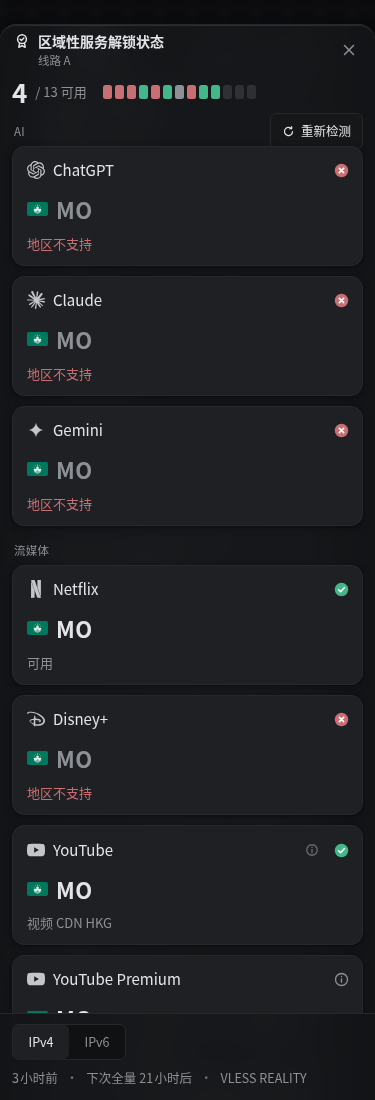 区域性服务解锁状态
线路 A
4 / 13 可用
AI
重新检测
ChatGPT
MO
地区不支持
Claude
MO
地区不支持
Gemini
MO
地区不支持
流媒体
Netflix
MO
可用
Disney+
MO
地区不支持
YouTube
MO
视频 CDN HKG
YouTube Premium
MO
IPv4 IPv6
3小时前 · 下次全量 21小时后 · VLESS REALITY